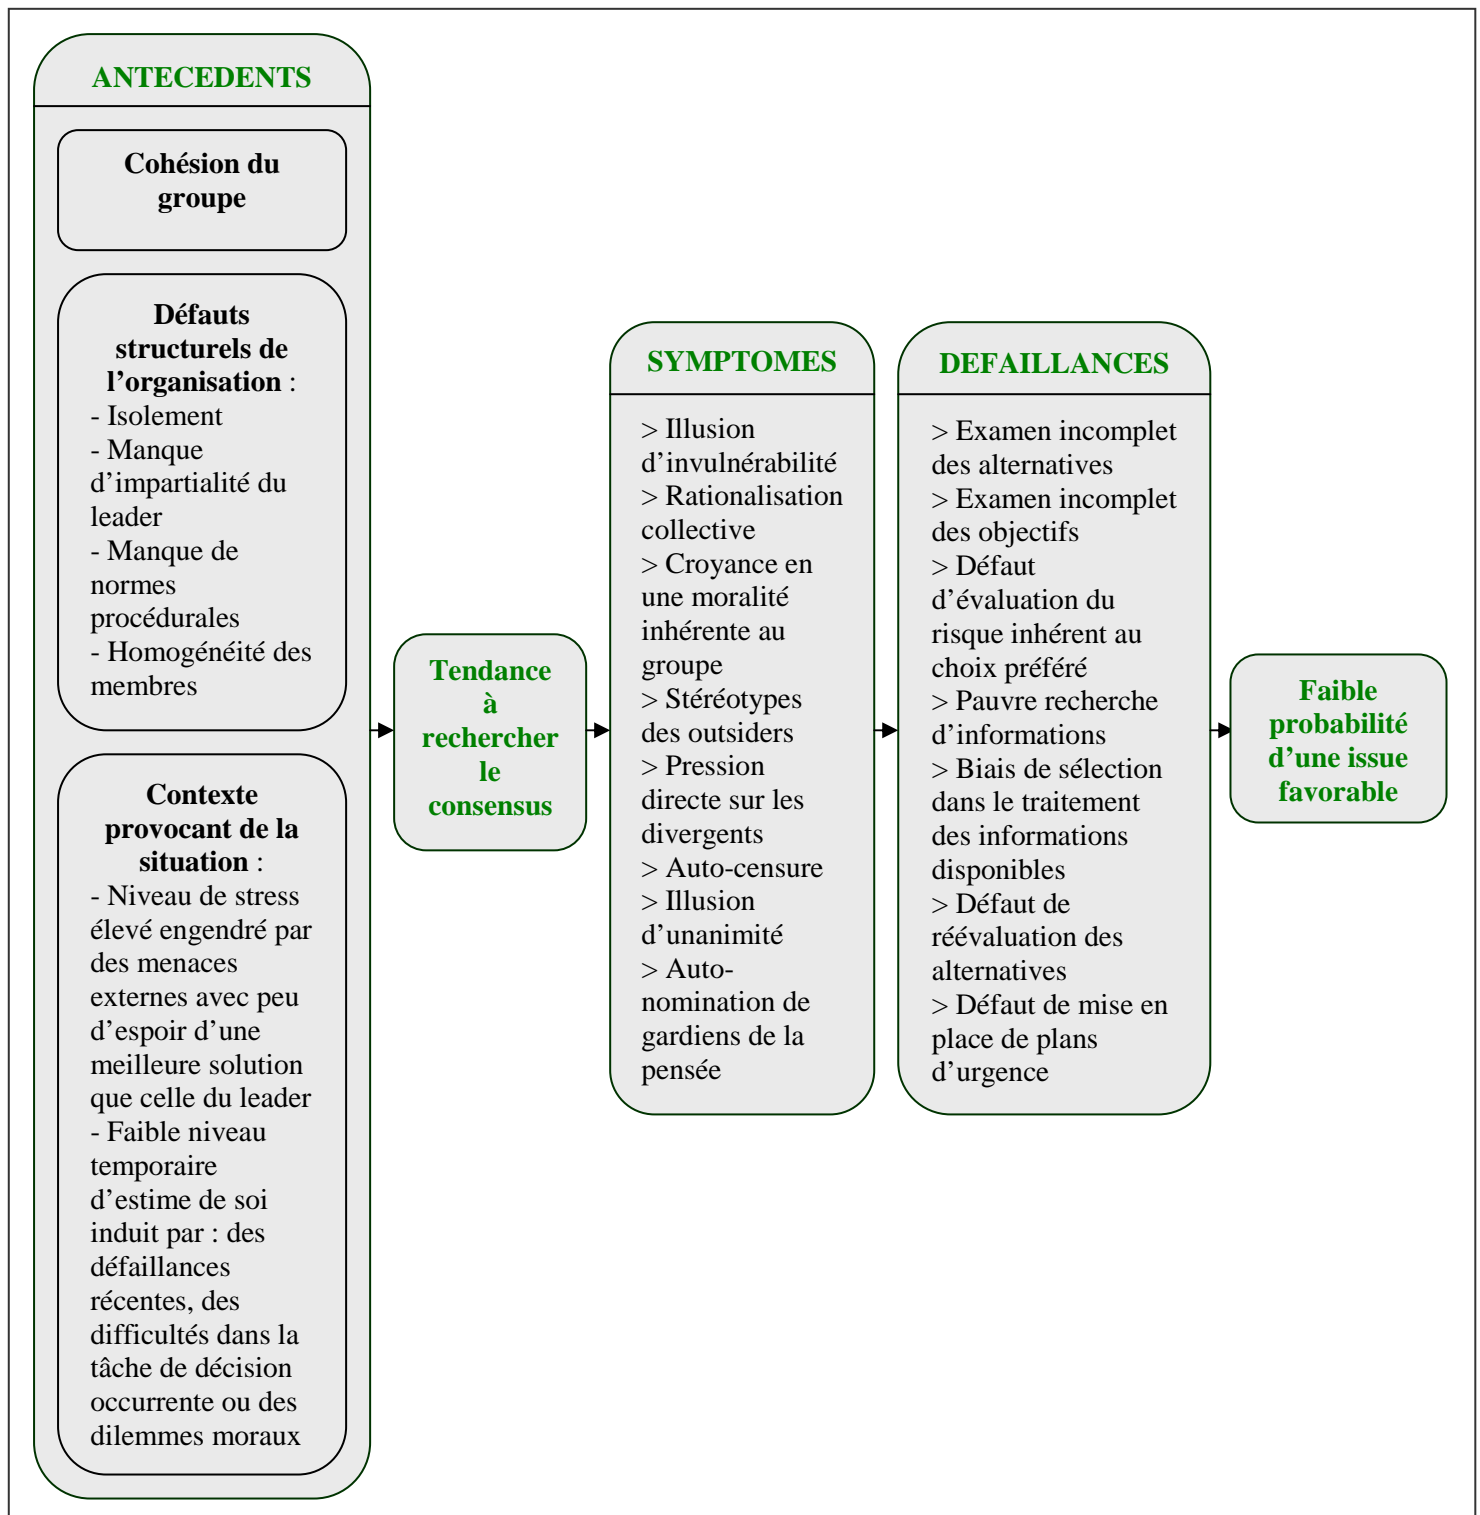 ANTECEDENTS
Cohésion du
groupe
Défauts
structurels de
l’organisation :
- Isolement
- Manque
d’impartialité du
leader
- Manque de
normes
procédurales
- Homogénéité des
membres
Contexte
provocant de la
situation :
- Niveau de stress
élevé engendré par
des menaces
externes avec peu
d’espoir d’une
meilleure solution
que celle du leader
- Faible niveau
temporaire
d’estime de soi
induit par : des
défaillances
récentes, des
difficultés dans la
tâche de décision
occurrente ou des
dilemmes moraux
Tendance
à
rechercher
le
consensus
SYMPTOMES
> Illusion
d’invulnérabilité
> Rationalisation
collective
> Croyance en
une moralité
inhérente au
groupe
> Stéréotypes
des outsiders
> Pression
directe sur les
divergents
> Auto-censure
> Illusion
d’unanimité
> Auto-
nomination de
gardiens de la
pensée
DEFAILLANCES
> Examen incomplet
des alternatives
> Examen incomplet
des objectifs
> Défaut
d’évaluation du
risque inhérent au
choix préféré
> Pauvre recherche
d’informations
> Biais de sélection
dans le traitement
des informations
disponibles
> Défaut de
réévaluation des
alternatives
> Défaut de mise en
place de plans
d’urgence
Faible
probabilité
d’une issue
favorable